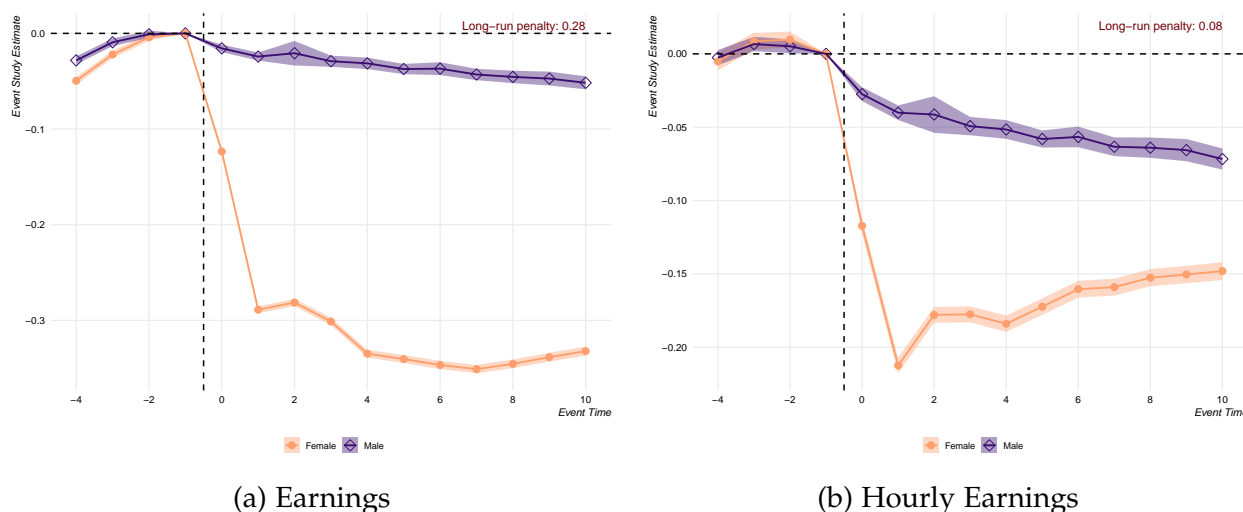 Long−run penalty: 0.28
Event Study Estimate
0.0
−0.1
−0.2
−0.3
−4
−2
0
2
4
6
8
10
Event Time
Female
Male
(a) Earnings
Long−run penalty: 0.08
Event Study Estimate
0.00
−0.05
−0.10
−0.15
−0.20
−4
−2
0
2
4
6
8
10
Event Time
Female
Male
(b) Hourly Earnings